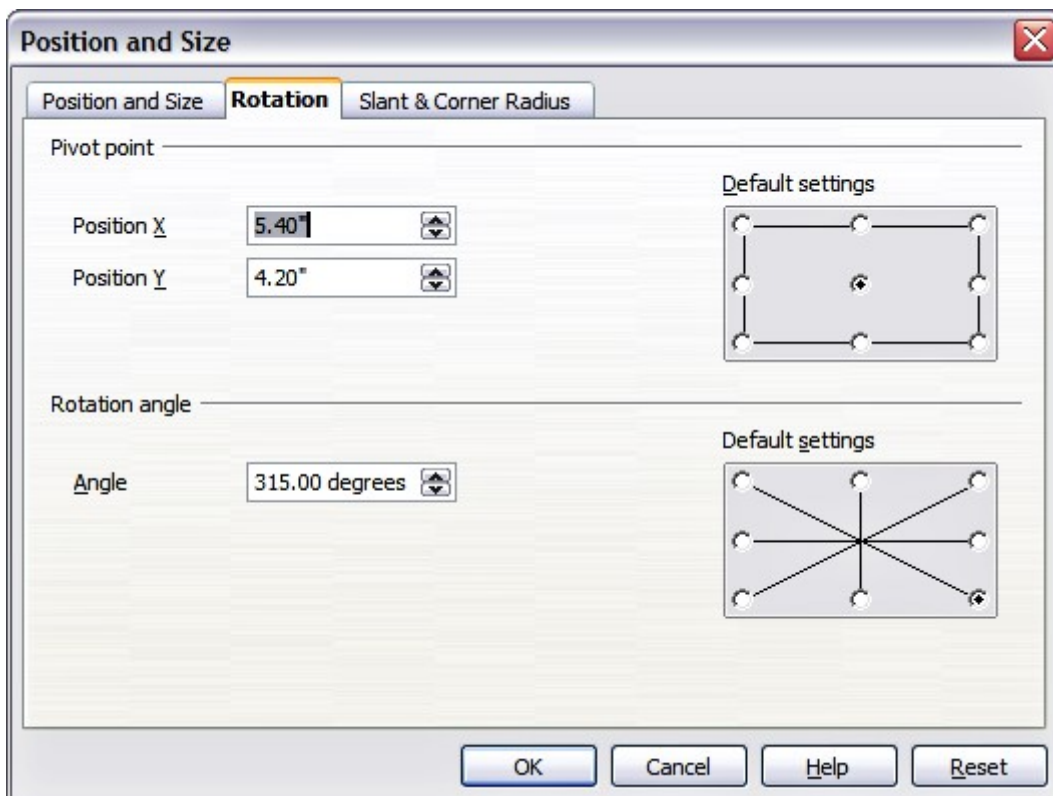 Position and Size
Position and Size Rotation Slant & Corner Radius
Pivot point
Default settings
Position X 5.40"
Position Y 4.20"
Rotation angle
Default settings
Angle 315.00 degrees
OK Cancel Help Reset